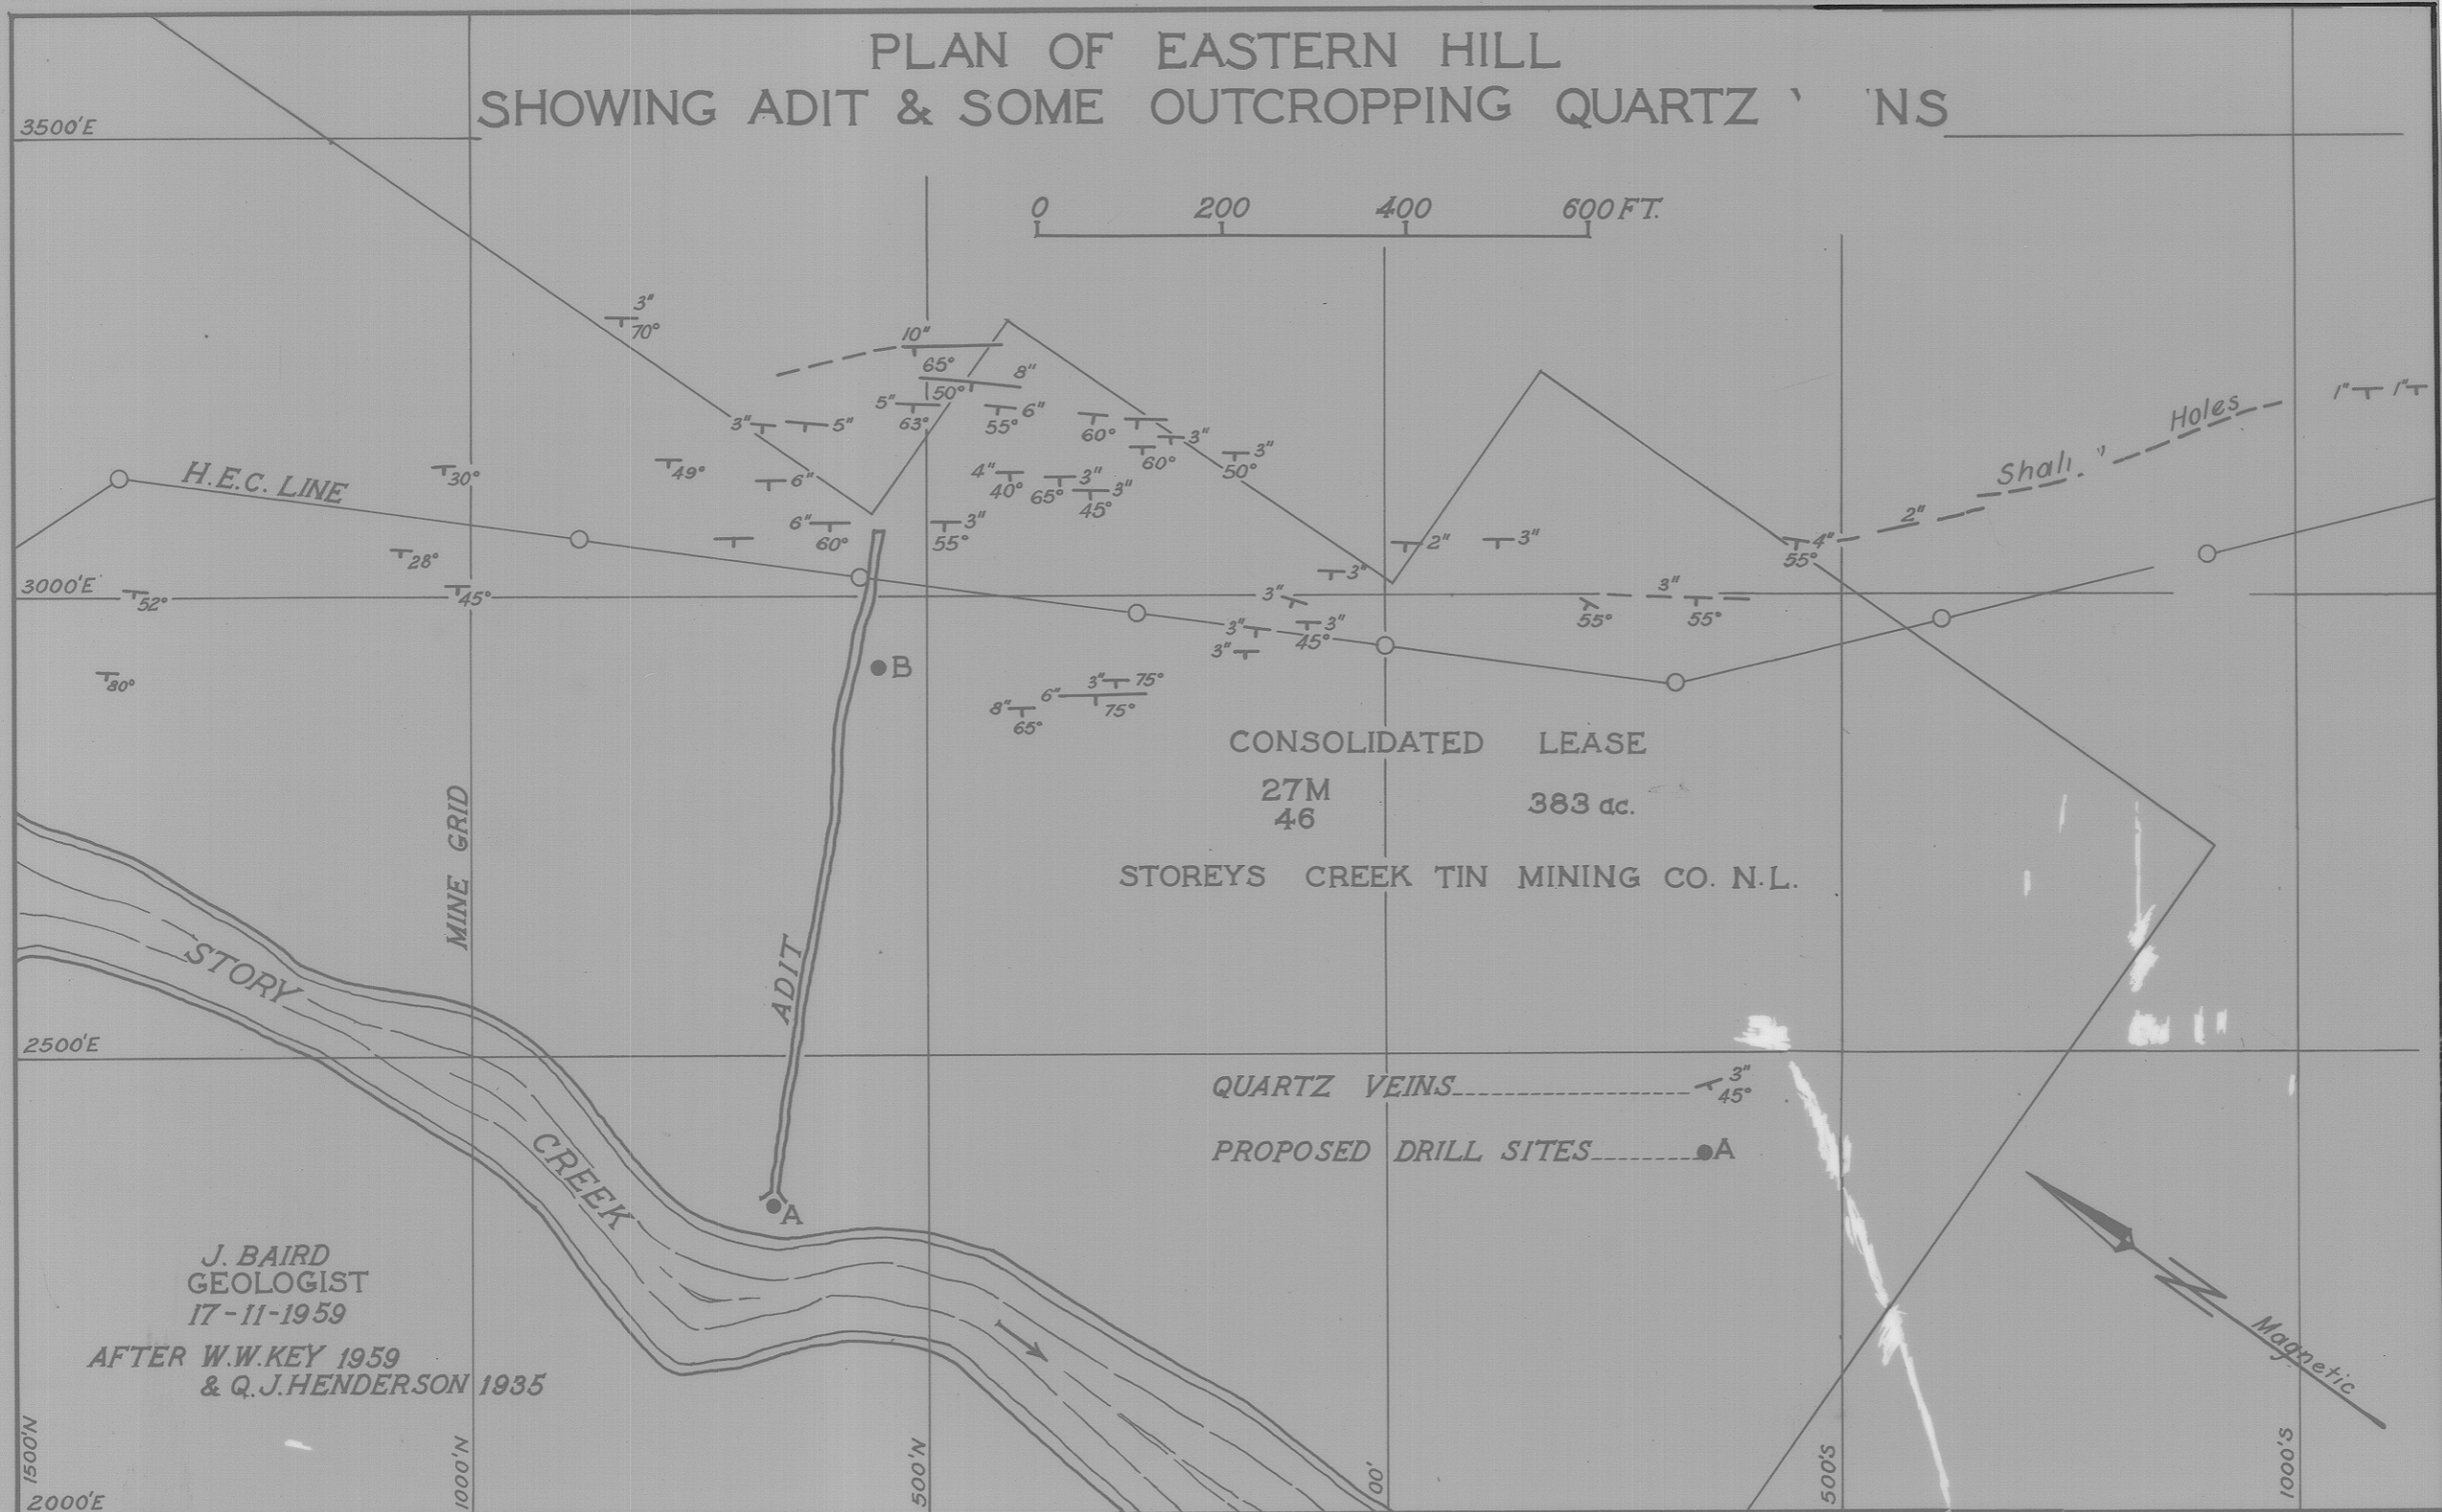 PLAN OF EASTERN HILL
SHOWING ADIT & SOME OUTCROPPING QUARTZ NS
3500'E
0 200 400 600 FT.
3"
70°
10"
65°
8"
50°
5"
63°
6"
55°
3" 5"
60°
3"
60°
3"
50°
1" 1"
Holes
Shall
2"
4"
55°
H.E.C. LINE
30°
49°
6"
4"
40°
3"
65°
3"
45°
6"
60°
3"
55°
2" 3"
28°
3"
3000'E
52°
45°
3"
3"
55°
55°
3"
3"
45°
3"
B
80°
3" 75°
6"
75°
8"
65°
CONSOLIDATED LEASE
27M
46
383 ac.
STOREYS CREEK TIN MINING CO. N.L.
MINE GRID
ADIT
STORY
CREEK
2500'E
QUARTZ VEINS 3"
45°
PROPOSED DRILL SITES A
A
J. BAIRD
GEOLOGIST
17-11-1959
AFTER W.W.KEY 1959
& Q.J.HENDERSON 1935
N
Magnetic
1500'N
1000'N
500'N
00'
500'S
1000'S
2000'E